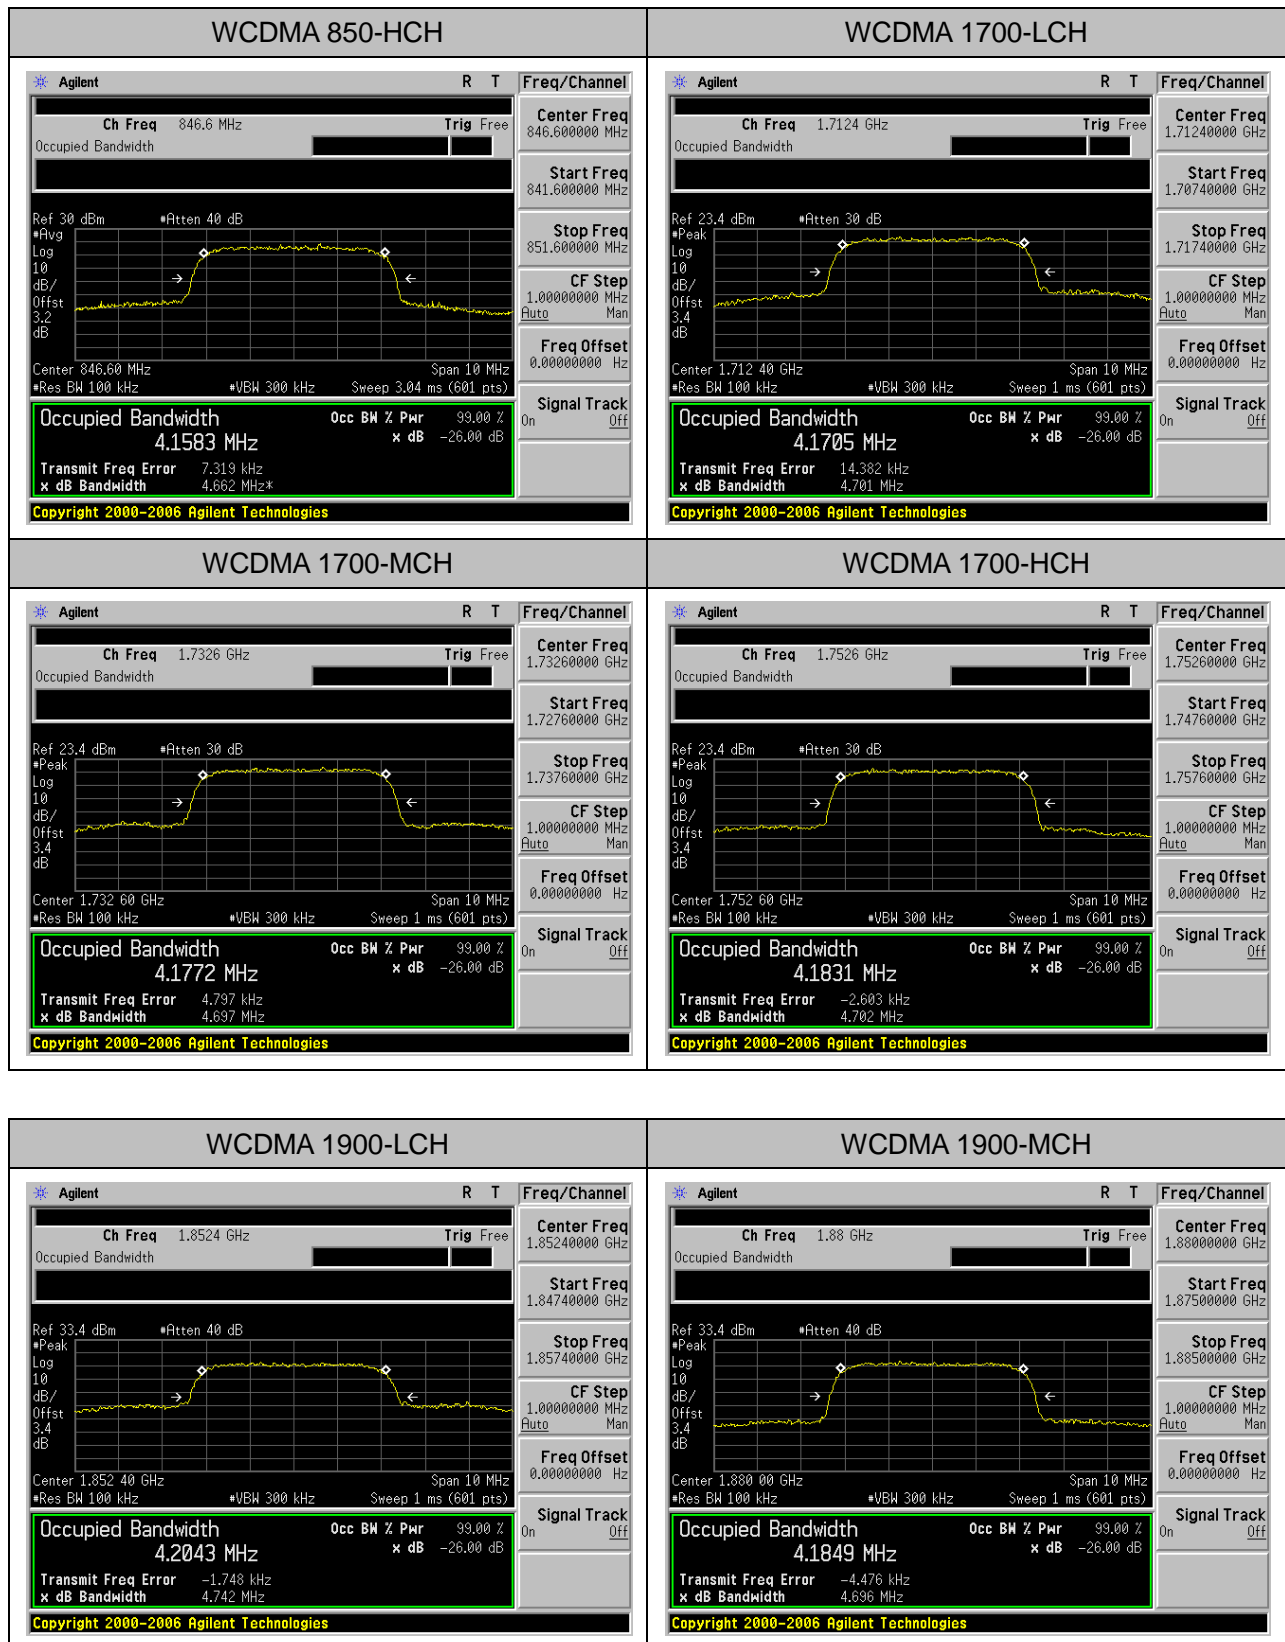 WCDMA 850-HCH
Agilent R T Freq/Channel
Ch Freq 846.6 MHz Trig Free
Occupied Bandwidth
Center Freq
846.600000 MHz
Start Freq
841.600000 MHz
Stop Freq
851.600000 MHz
CF Step
1.00000000 MHz
Auto Man
Freq Offset
0.00000000 Hz
Signal Track
On Off
Ref 30 dBm #Atten 40 dB
#Avg
Log
10
dB/
Offst
3.2
dB
Center 846.60 MHz Span 10 MHz
#Res BW 100 kHz #VBW 300 kHz Sweep 3.04 ms (601 pts)
Occupied Bandwidth Occ BW % Pwr 99.00 %
4.1583 MHz x dB -26.00 dB
Transmit Freq Error 7.319 kHz
x dB Bandwidth 4.662 MHz*
Copyright 2000-2006 Agilent Technologies
WCDMA 1700-LCH
Agilent R T Freq/Channel
Ch Freq 1.7124 GHz Trig Free
Occupied Bandwidth
Center Freq
1.71240000 GHz
Start Freq
1.70740000 GHz
Stop Freq
1.71740000 GHz
CF Step
1.00000000 MHz
Auto Man
Freq Offset
0.00000000 Hz
Signal Track
On Off
Ref 23.4 dBm #Atten 30 dB
#Peak
Log
10
dB/
Offst
3.4
dB
Center 1.712 40 GHz Span 10 MHz
#Res BW 100 kHz #VBW 300 kHz Sweep 1 ms (601 pts)
Occupied Bandwidth Occ BW % Pwr 99.00 %
4.1705 MHz x dB -26.00 dB
Transmit Freq Error 14.382 kHz
x dB Bandwidth 4.701 MHz
Copyright 2000-2006 Agilent Technologies
WCDMA 1700-MCH
Agilent R T Freq/Channel
Ch Freq 1.7326 GHz Trig Free
Occupied Bandwidth
Center Freq
1.73260000 GHz
Start Freq
1.72760000 GHz
Stop Freq
1.73760000 GHz
CF Step
1.00000000 MHz
Auto Man
Freq Offset
0.00000000 Hz
Signal Track
On Off
Ref 23.4 dBm #Atten 30 dB
#Peak
Log
10
dB/
Offst
3.4
dB
Center 1.732 60 GHz Span 10 MHz
#Res BW 100 kHz #VBW 300 kHz Sweep 1 ms (601 pts)
Occupied Bandwidth Occ BW % Pwr 99.00 %
4.1772 MHz x dB -26.00 dB
Transmit Freq Error 4.797 kHz
x dB Bandwidth 4.697 MHz
Copyright 2000-2006 Agilent Technologies
WCDMA 1700-HCH
Agilent R T Freq/Channel
Ch Freq 1.7526 GHz Trig Free
Occupied Bandwidth
Center Freq
1.75260000 GHz
Start Freq
1.74760000 GHz
Stop Freq
1.75760000 GHz
CF Step
1.00000000 MHz
Auto Man
Freq Offset
0.00000000 Hz
Signal Track
On Off
Ref 23.4 dBm #Atten 30 dB
#Peak
Log
10
dB/
Offst
3.4
dB
Center 1.752 60 GHz Span 10 MHz
#Res BW 100 kHz #VBW 300 kHz Sweep 1 ms (601 pts)
Occupied Bandwidth Occ BW % Pwr 99.00 %
4.1831 MHz x dB -26.00 dB
Transmit Freq Error -2.603 kHz
x dB Bandwidth 4.702 MHz
Copyright 2000-2006 Agilent Technologies
WCDMA 1900-LCH
Agilent R T Freq/Channel
Ch Freq 1.8524 GHz Trig Free
Occupied Bandwidth
Center Freq
1.85240000 GHz
Start Freq
1.84740000 GHz
Stop Freq
1.85740000 GHz
CF Step
1.00000000 MHz
Auto Man
Freq Offset
0.00000000 Hz
Signal Track
On Off
Ref 33.4 dBm #Atten 40 dB
#Peak
Log
10
dB/
Offst
3.4
dB
Center 1.852 40 GHz Span 10 MHz
#Res BW 100 kHz #VBW 300 kHz Sweep 1 ms (601 pts)
Occupied Bandwidth Occ BW % Pwr 99.00 %
4.2043 MHz x dB -26.00 dB
Transmit Freq Error -1.748 kHz
x dB Bandwidth 4.742 MHz
Copyright 2000-2006 Agilent Technologies
WCDMA 1900-MCH
Agilent R T Freq/Channel
Ch Freq 1.88 GHz Trig Free
Occupied Bandwidth
Center Freq
1.88000000 GHz
Start Freq
1.87500000 GHz
Stop Freq
1.88500000 GHz
CF Step
1.00000000 MHz
Auto Man
Freq Offset
0.00000000 Hz
Signal Track
On Off
Ref 33.4 dBm #Atten 40 dB
#Peak
Log
10
dB/
Offst
3.4
dB
Center 1.880 00 GHz Span 10 MHz
#Res BW 100 kHz #VBW 300 kHz Sweep 1 ms (601 pts)
Occupied Bandwidth Occ BW % Pwr 99.00 %
4.1849 MHz x dB -26.00 dB
Transmit Freq Error -4.476 kHz
x dB Bandwidth 4.696 MHz
Copyright 2000-2006 Agilent Technologies